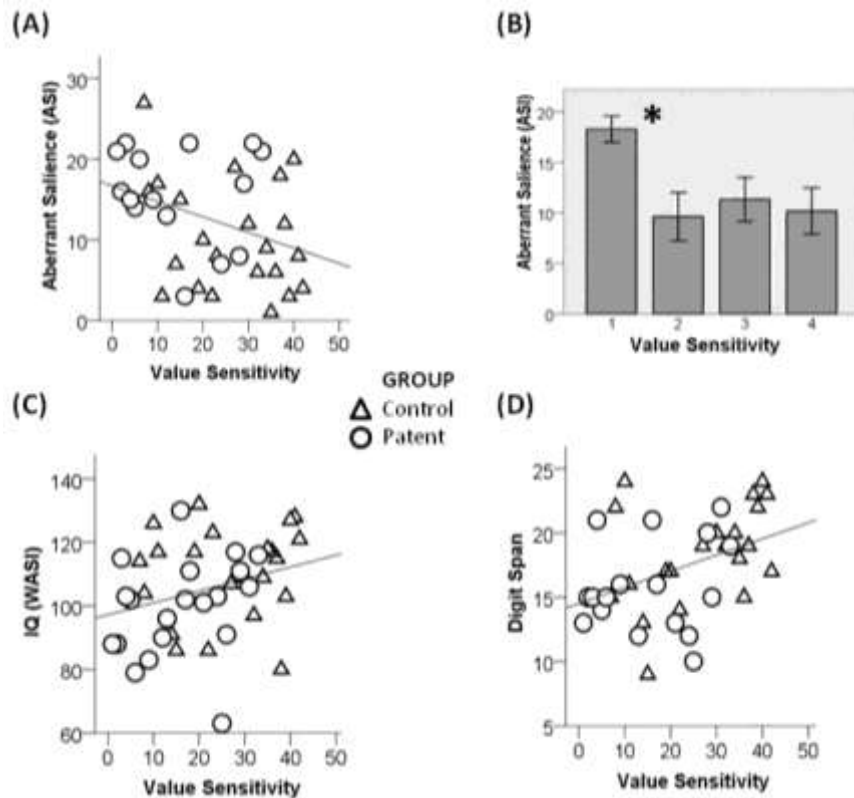 (A)
Aberrant Salience (ASI)
30
20
10
0
0 10 20 30 40 50
Value Sensitivity
(B)
Aberrant Salience (ASI)
20
15
10
5
0
*
1 2 3 4
Value Sensitivity
GROUP
Control
Patent
(C)
IQ (WASI)
140
120
100
80
60
0 10 20 30 40 50
Value Sensitivity
(D)
Digit Span
25
20
15
10
5
0 10 20 30 40 50
Value Sensitivity